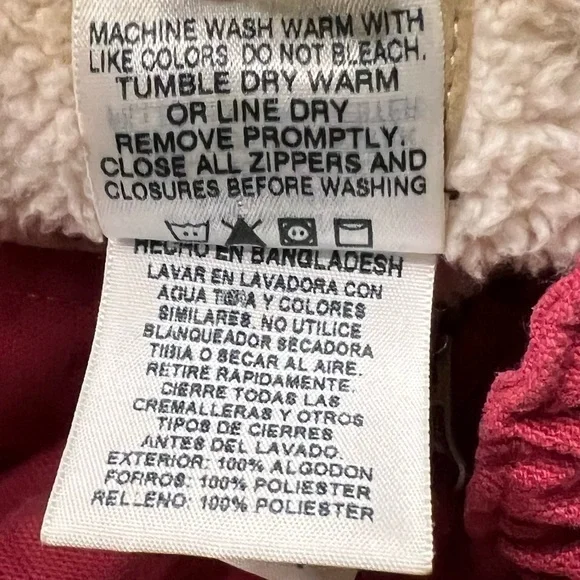 MACHINE WASH WARM WITH
LIKE COLORS. DO NOT BLEACH.
TUMBLE DRY WARM
OR LINE DRY
REMOVE PROMPTLY.
CLOSE ALL ZIPPERS AND
CLOSURES BEFORE WASHING
HECHO EN BANGLADESH
LAVAR EN LAVADORA CON
AGUA Y COLORES
SIMILARES. NO UTILICE
BLANQUEADOR SECADORA
TIBIA O SECAR AL AIRE.
RETIRE RAPIDAMENTE.
CIERRE TODAS LAS
CREMALLERAS Y OTROS
TIPOS DE CIERRES
ANTES DEL LAVADO.
EXTERIOR: 100% ALGODON
FORROS: 100% POLIESTER
RELLENO: 100% POLIESTER